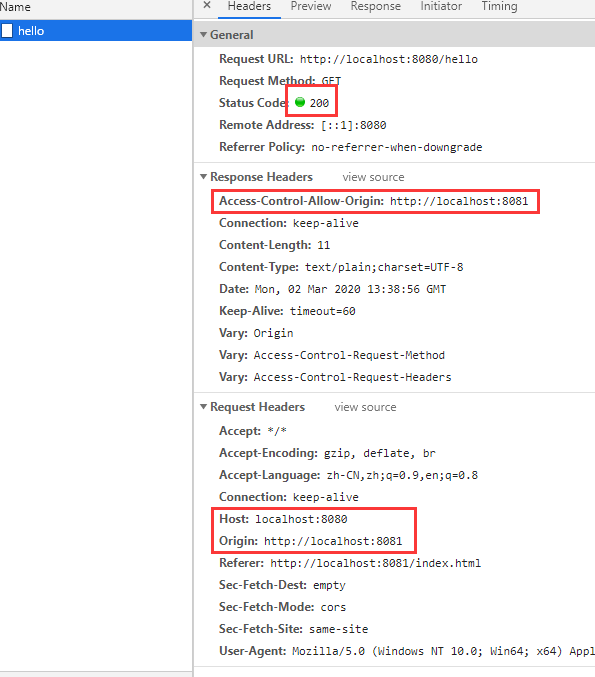 Name
hello
× Headers Preview Response Initiator Timing
▼ General
Request URL: http://localhost:8080/hello
Request Method: GET
Status Code: 200
Remote Address: [::1]:8080
Referrer Policy: no-referrer-when-downgrade
▼ Response Headers view source
Access-Control-Allow-Origin: http://localhost:8081
Connection: keep-alive
Content-Length: 11
Content-Type: text/plain;charset=UTF-8
Date: Mon, 02 Mar 2020 13:38:56 GMT
Keep-Alive: timeout=60
Vary: Origin
Vary: Access-Control-Request-Method
Vary: Access-Control-Request-Headers
▼ Request Headers view source
Accept: */*
Accept-Encoding: gzip, deflate, br
Accept-Language: zh-CN,zh;q=0.9,en;q=0.8
Connection: keep-alive
Host: localhost:8080
Origin: http://localhost:8081
Referer: http://localhost:8081/index.html
Sec-Fetch-Dest: empty
Sec-Fetch-Mode: cors
Sec-Fetch-Site: same-site
User-Agent: Mozilla/5.0 (Windows NT 10.0; Win64; x64) Appl